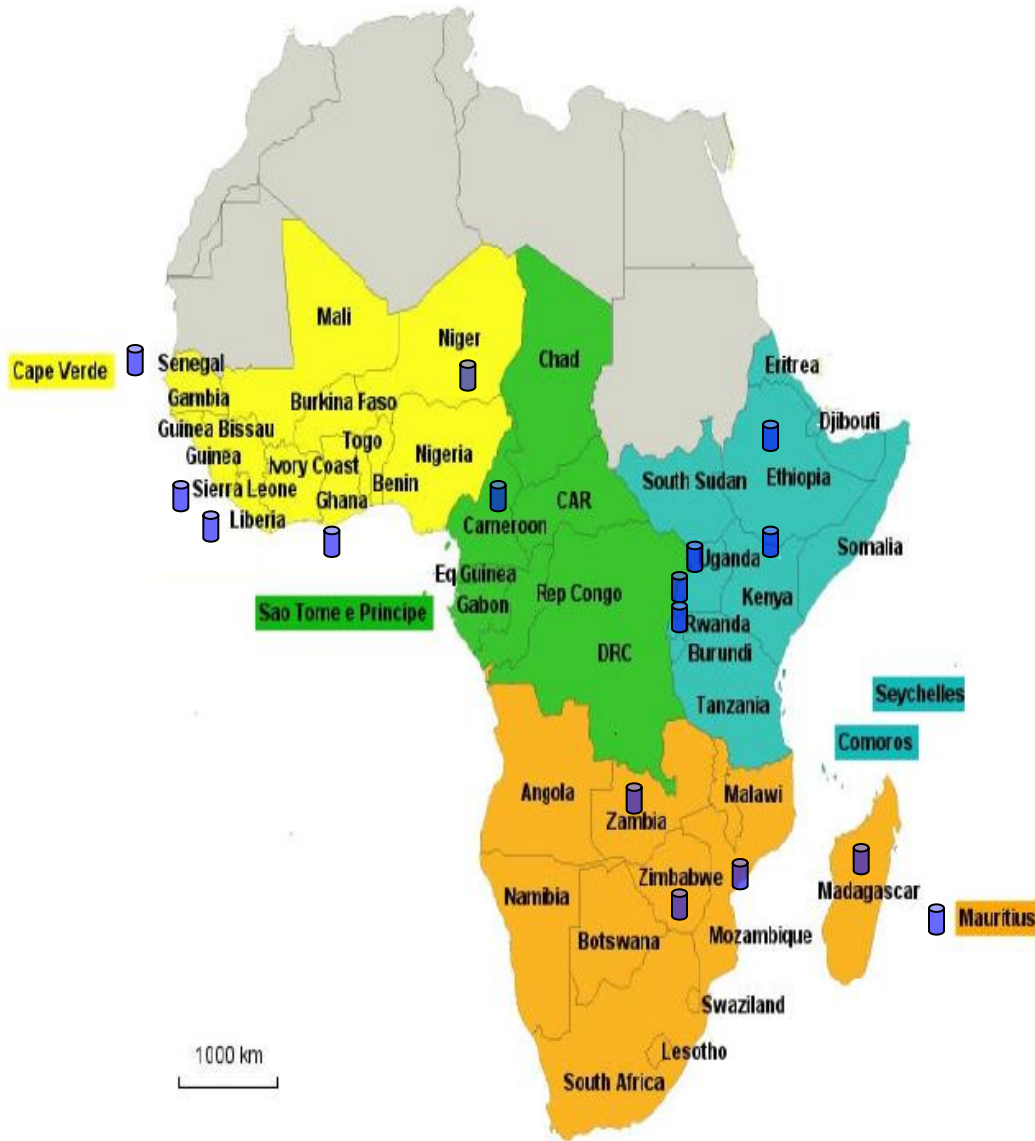 Mali
Niger
Chad
Eritrea
Cape Verde
Senegal
Gambia
Burkina Faso
Djibouti
Guinea Bissau
Togo
Nigeria
Guinea
Ivory Coast
Benin
South Sudan
Ethiopia
Sierra Leone
Ghana
CAR
Liberia
Cameroon
Somalia
Uganda
Eq Guinea
Rep Congo
Kenya
Gabon
Sao Tome e Principe
Rwanda
DRC
Burundi
Seychelles
Tanzania
Comoros
Angola
Malawi
Zambia
Zimbabwe
Madagascar
Namibia
Mauritius
Botswana
Mozambique
Swaziland
1000 km
Lesotho
South Africa